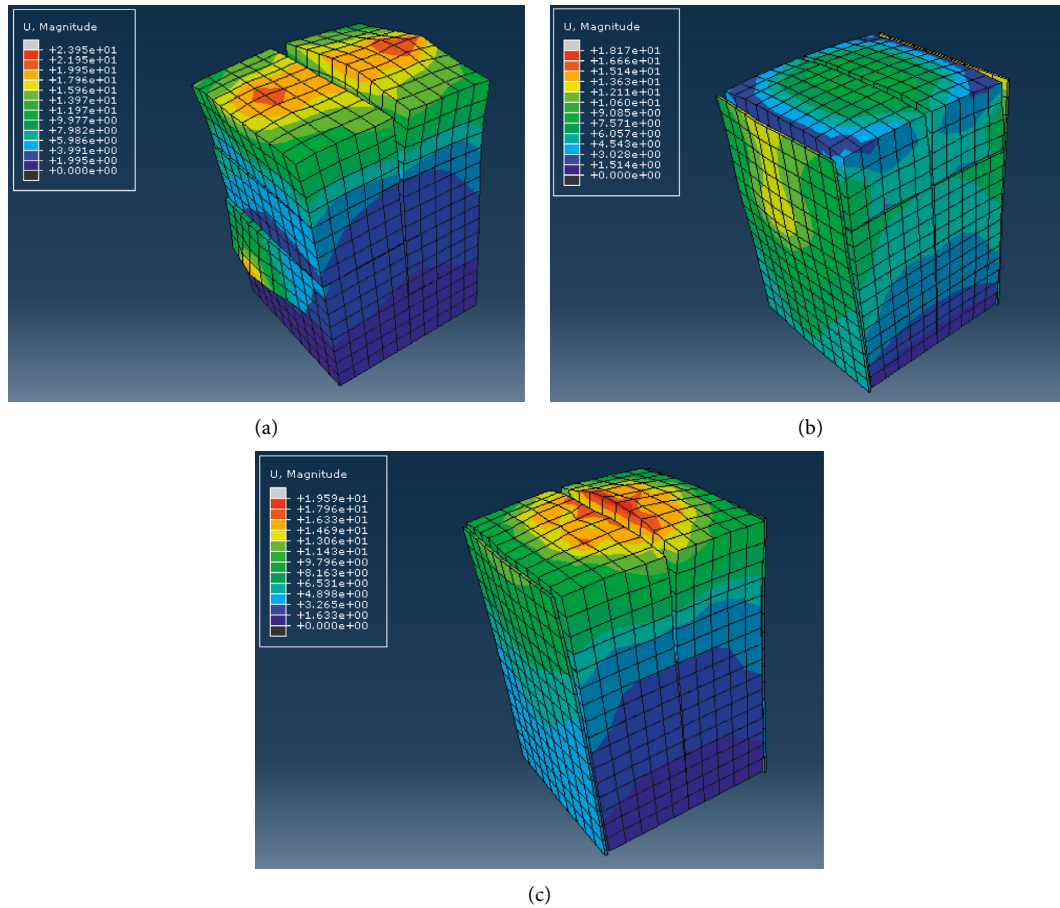 U, Magnitude
+2.395e+01
+2.195e+01
+1.995e+01
+1.796e+01
+1.596e+01
+1.397e+01
+1.197e+01
+9.977e+00
+7.982e+00
+5.986e+00
+3.991e+00
+1.995e+00
+0.000e+00
(a)
U, Magnitude
+1.817e+01
+1.666e+01
+1.514e+01
+1.363e+01
+1.211e+01
+1.060e+01
+9.085e+00
+7.571e+00
+6.057e+00
+4.543e+00
+3.028e+00
+1.514e+00
+0.000e+00
(b)
U, Magnitude
+1.959e+01
+1.796e+01
+1.633e+01
+1.469e+01
+1.306e+01
+1.143e+01
+9.796e+00
+8.163e+00
+6.531e+00
+4.898e+00
+3.265e+00
+1.633e+00
+0.000e+00
(c)